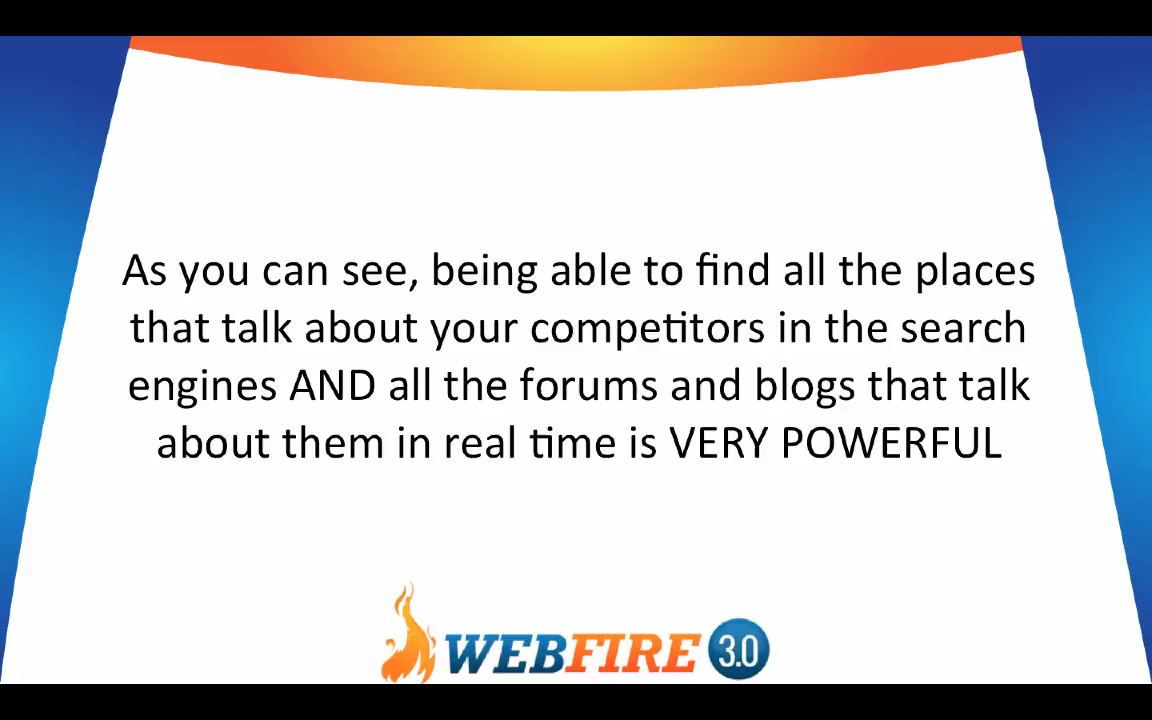 As you can see, being able to find all the places
that talk about your competitors in the search
engines AND all the forums and blogs that talk
about them in real time is VERY POWERFUL
WEBFIRE 3.0